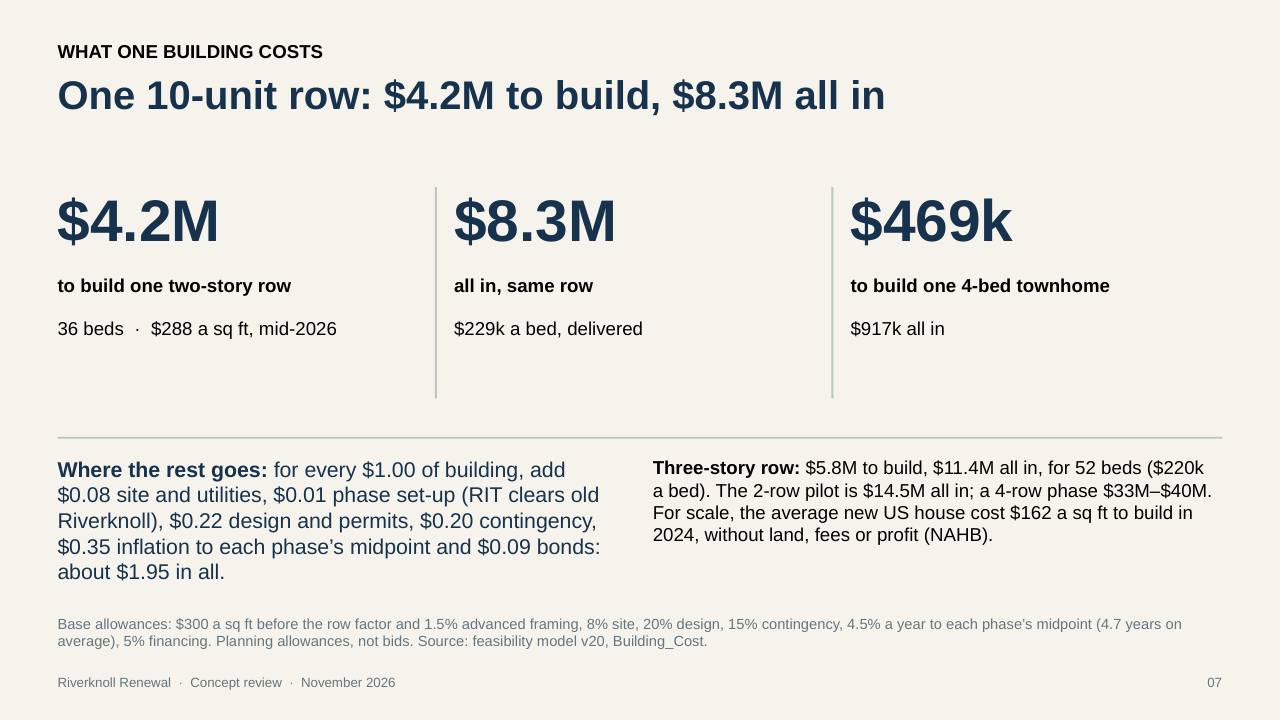 WHAT ONE BUILDING COSTS
One 10-unit row: $4.2M to build, $8.3M all in
$4.2M
to build one two-story row
36 beds · $288 a sq ft, mid-2026
$8.3M
all in, same row
$229k a bed, delivered
$469k
to build one 4-bed townhome
$917k all in
Where the rest goes: for every $1.00 of building, add
$0.08 site and utilities, $0.01 phase set-up (RIT clears old
Riverknoll), $0.22 design and permits, $0.20 contingency,
$0.35 inflation to each phase’s midpoint and $0.09 bonds:
about $1.95 in all.
Three-story row: $5.8M to build, $11.4M all in, for 52 beds ($220k
a bed). The 2-row pilot is $14.5M all in; a 4-row phase $33M–$40M.
For scale, the average new US house cost $162 a sq ft to build in
2024, without land, fees or profit (NAHB).
Base allowances: $300 a sq ft before the row factor and 1.5% advanced framing, 8% site, 20% design, 15% contingency, 4.5% a year to each phase’s midpoint (4.7 years on
average), 5% financing. Planning allowances, not bids. Source: feasibility model v20, Building_Cost.
Riverknoll Renewal · Concept review · November 2026
07